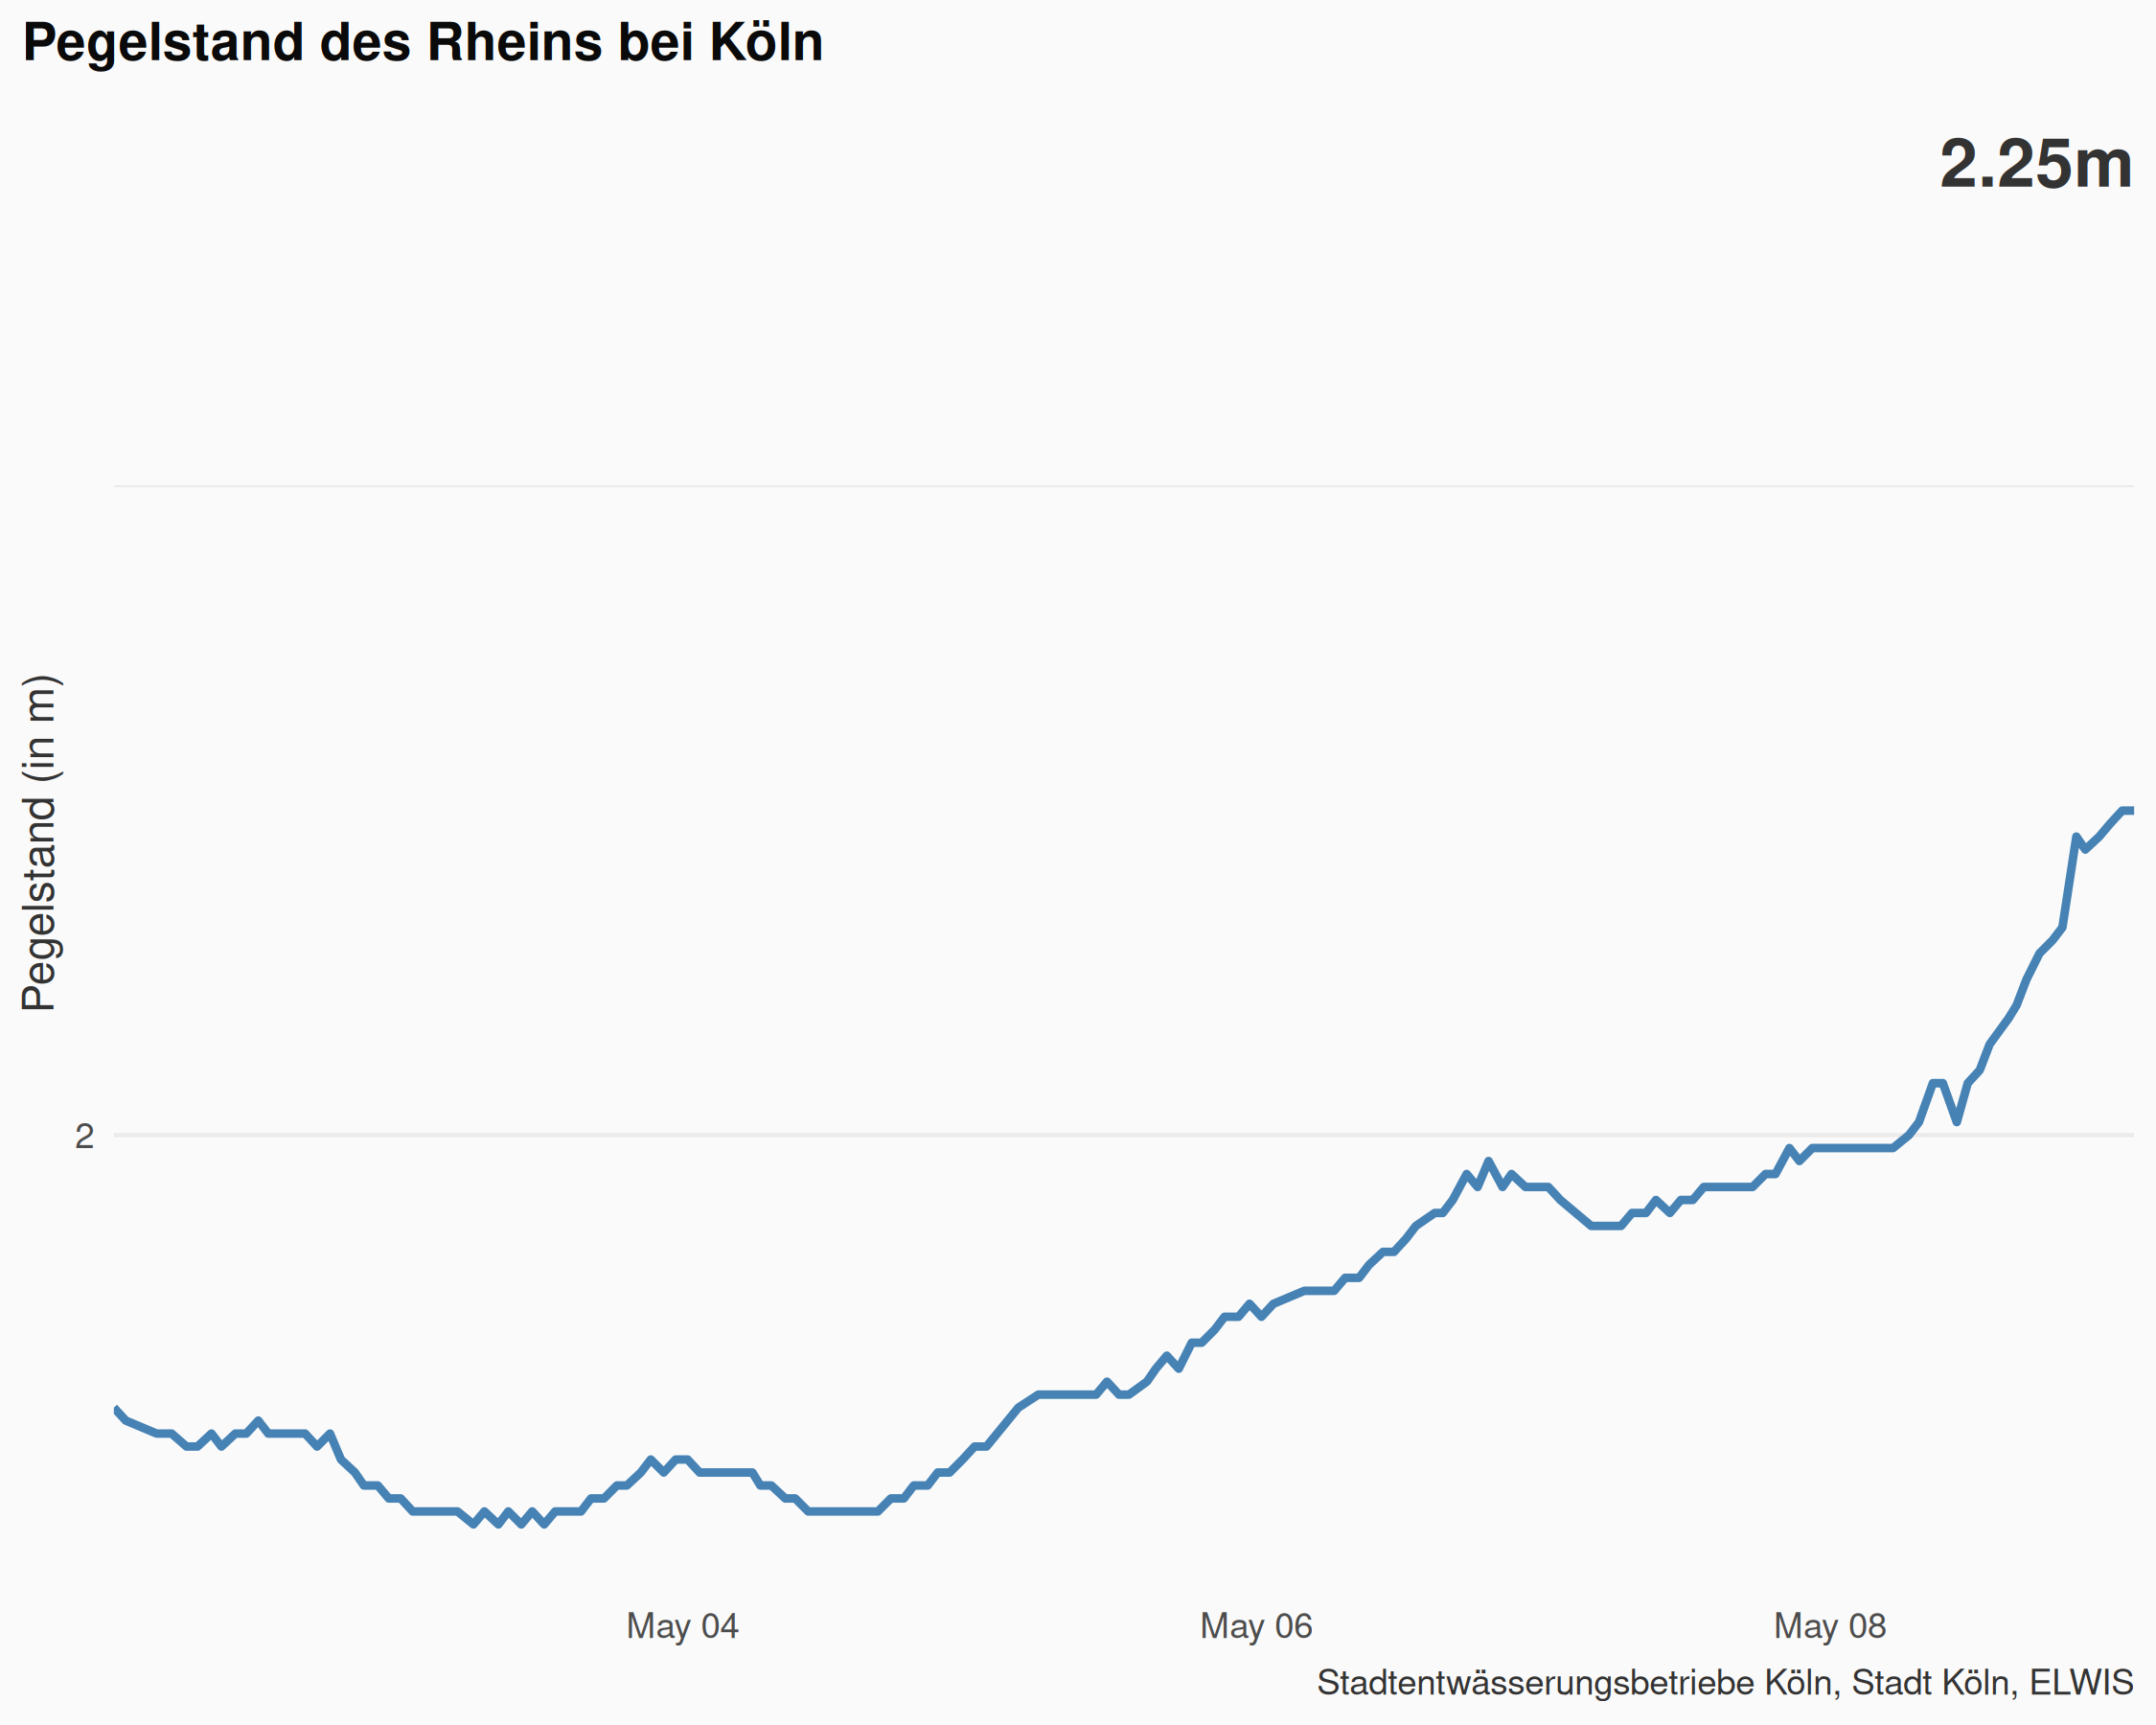 Pegelstand des Rheins bei Köln
2.25m
Pegelstand (in m)
2
May 04
May 06
May 08
Stadtentwässerungsbetriebe Köln, Stadt Köln, ELWIS